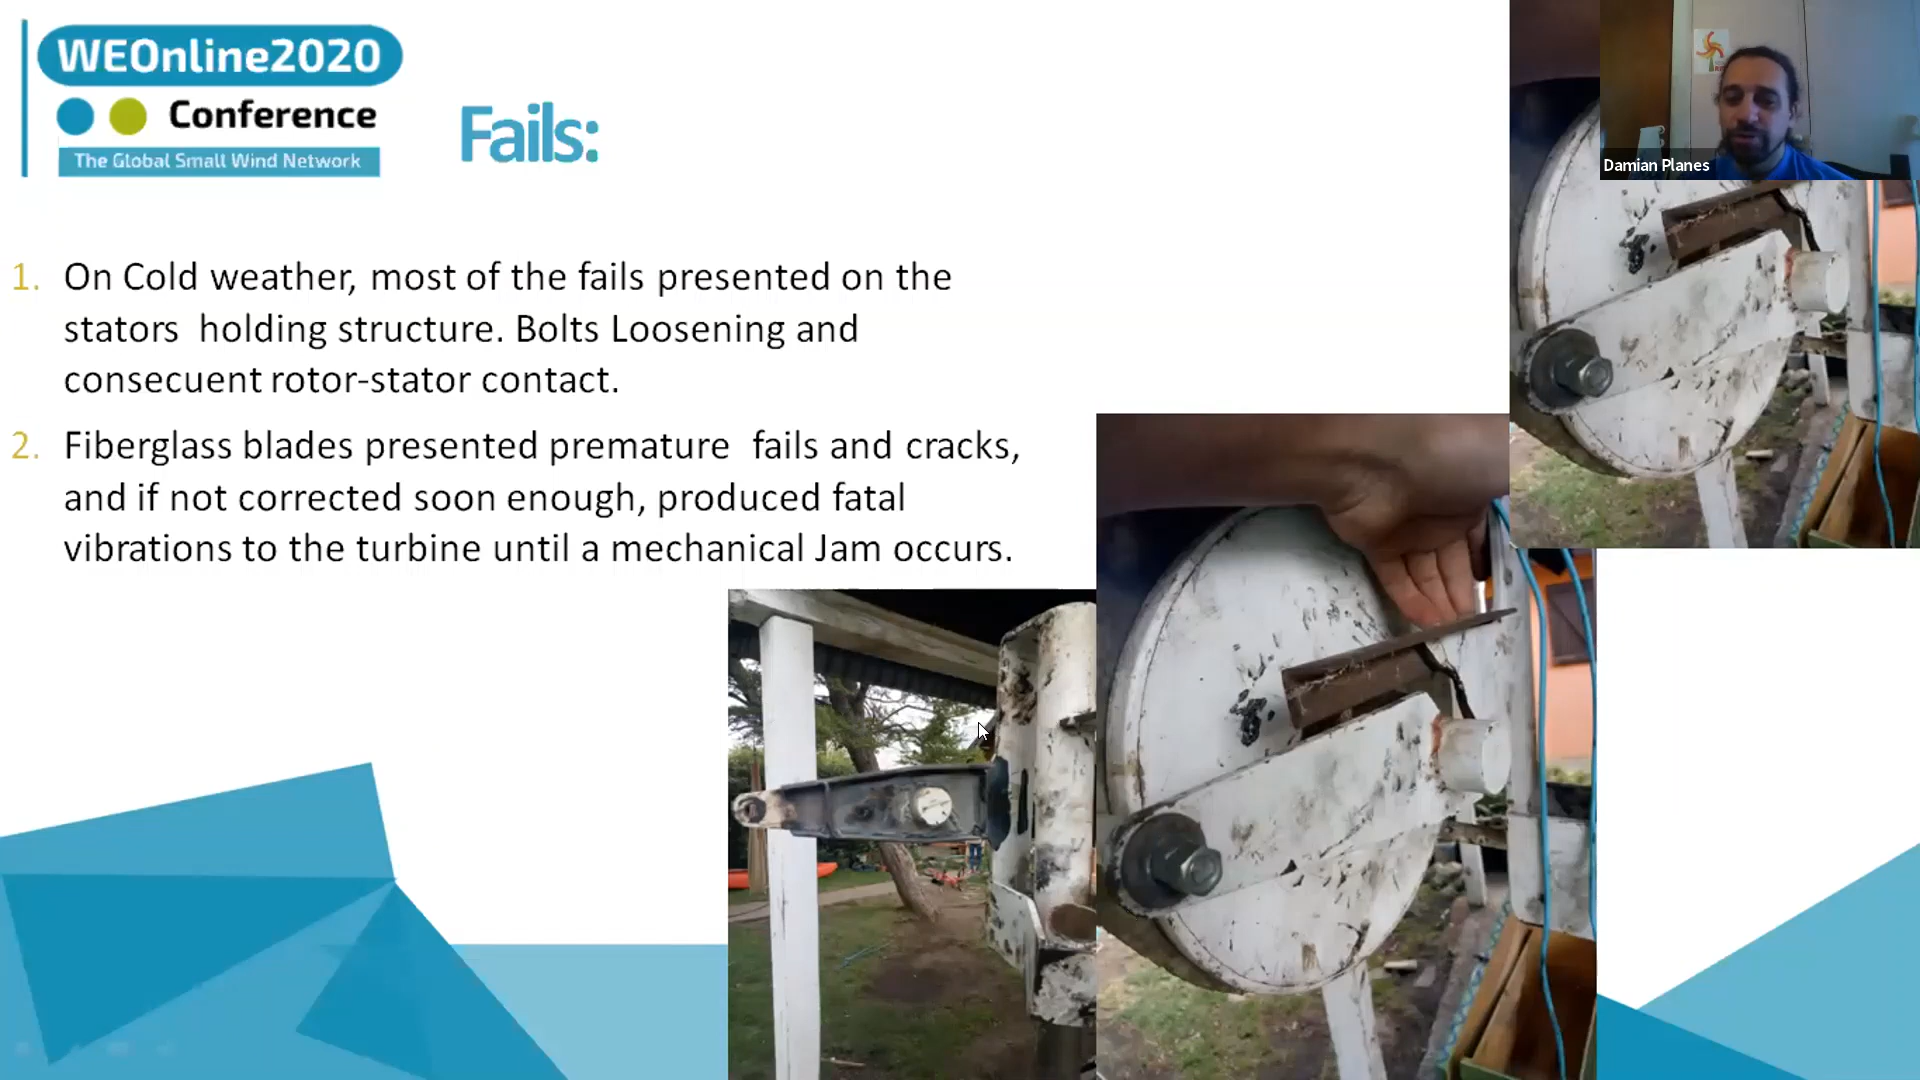 WEOnline2020
Conference
The Global Small Wind Network
Fails:
Damian Planes
1. On Cold weather, most of the fails presented on the
stators holding structure. Bolts Loosening and
consecuent rotor-stator contact.
2. Fiberglass blades presented premature fails and cracks,
and if not corrected soon enough, produced fatal
vibrations to the turbine until a mechanical Jam occurs.